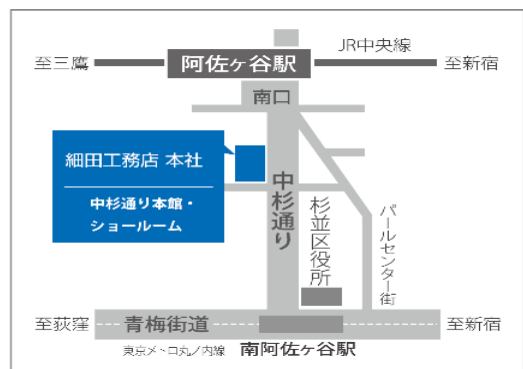 JR中央線
至三鷹
阿佐ヶ谷駅
至新宿
南口
細田工務店 本社
中杉通り本館・
ショールーム
中杉通り
杉並区役所
パールセンター街
至荻窪
青梅街道
至新宿
東京メトロ丸ノ内線
南阿佐ヶ谷駅